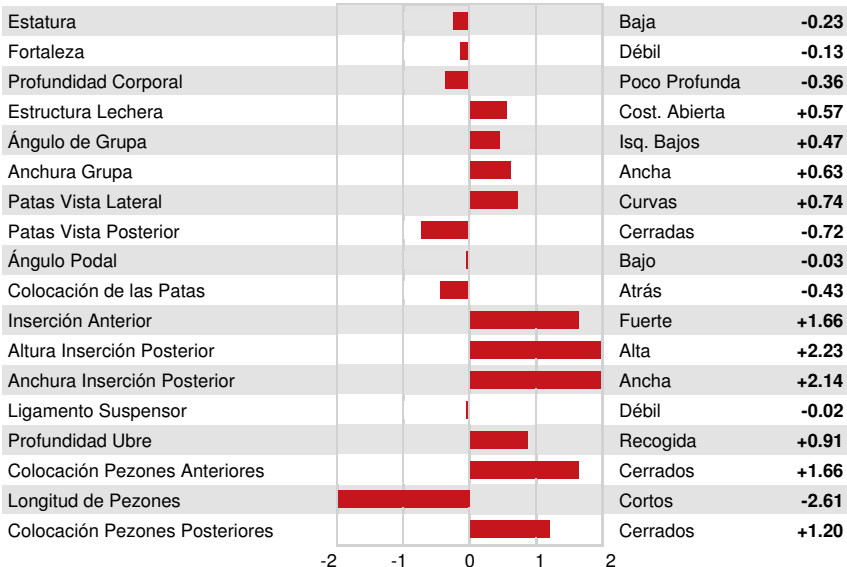 Estatura Baja -0.23
Fortaleza Débil -0.13
Profundidad Corporal Poco Profunda -0.36
Estructura Lechera Cost. Abierta +0.57
Ángulo de Grupa Isq. Bajos +0.47
Anchura Grupa Ancha +0.63
Patas Vista Lateral Curvas +0.74
Patas Vista Posterior Cerradas -0.72
Ángulo Podal Bajo -0.03
Colocación de las Patas Atrás -0.43
Inserción Anterior Fuerte +1.66
Altura Inserción Posterior Alta +2.23
Anchura Inserción Posterior Ancha +2.14
Ligamento Suspensor Débil -0.02
Profundidad Ubre Recogida +0.91
Colocación Pezones Anteriores Cerrados +1.66
Longitud de Pezones Cortos -2.61
Colocación Pezones Posteriores Cerrados +1.20
-2 -1 0 1 2